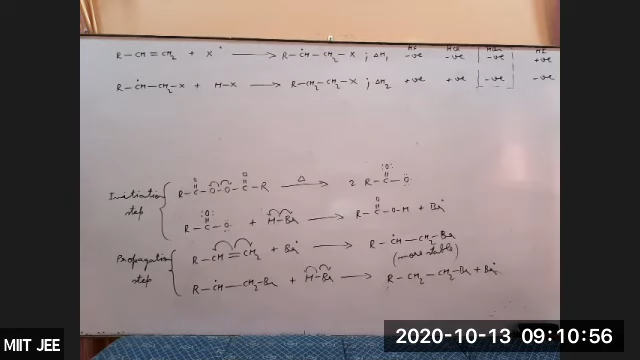 HF HCl HBr HI
R-CH=CH2 + X• → R-ĊH-CH2-X ; ΔH1 -ve -ve -ve +ve
R-ĊH-CH2-X + H-X → R-CH2-CH2-X ; ΔH2 +ve +ve -ve -ve
O O :O:
Initiation R-C-O-O-C-R Δ → 2 R-C-O
step :O: O
R-C-O + H-Br → R-C-O-H + Br•
Propagation R-CH=CH2 + Br• → R-ĊH-CH2-Br
step (more stable)
R-ĊH-CH2-Br + H-Br → R-CH2-CH2-Br + Br•
MIIT JEE
2020-10-13 09:10:56